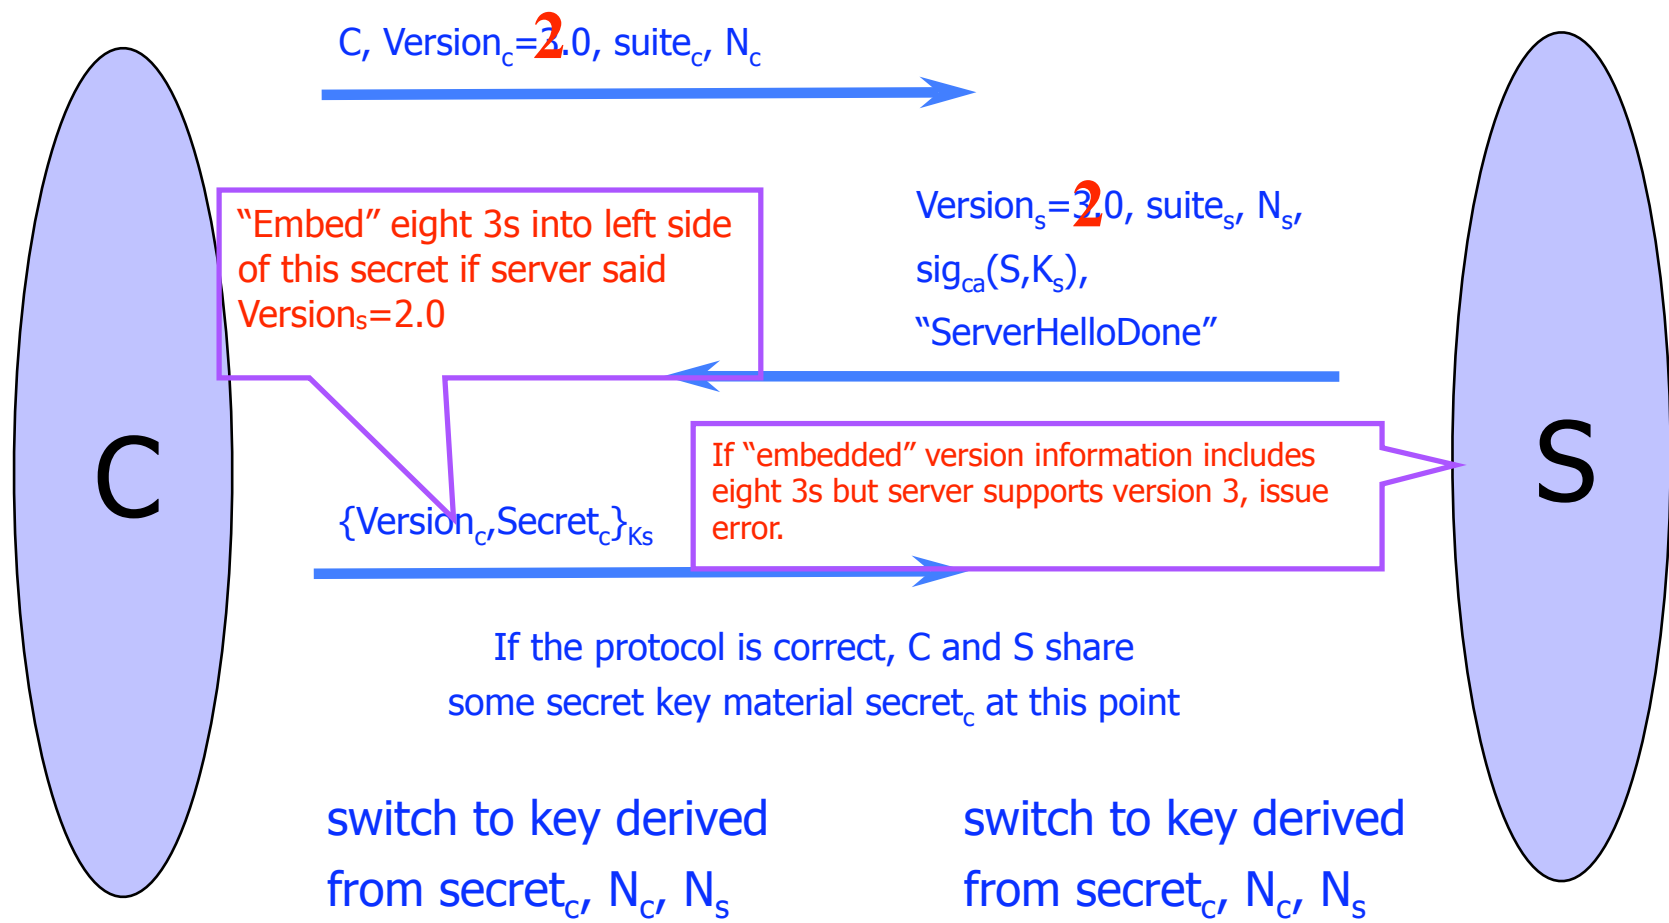 C, Versionc=2.0, suitec, Nc
“Embed” eight 3s into left side
of this secret if server said
Versions=2.0
Versions=2.0, suites, Ns,
sigca(S,Ks),
“ServerHelloDone”
C
S
If “embedded” version information includes
eight 3s but server supports version 3, issue
error.
{Versionc,Secretc}Ks
If the protocol is correct, C and S share
some secret key material secretc at this point
switch to key derived
from secretc, Nc, Ns
switch to key derived
from secretc, Nc, Ns